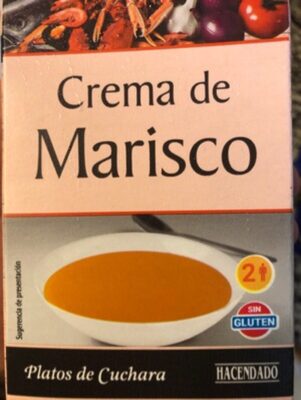 Crema de
Marisco
Sugerencia de presentación
2
SIN
GLUTEN
Platos de Cuchara
HACENDADO